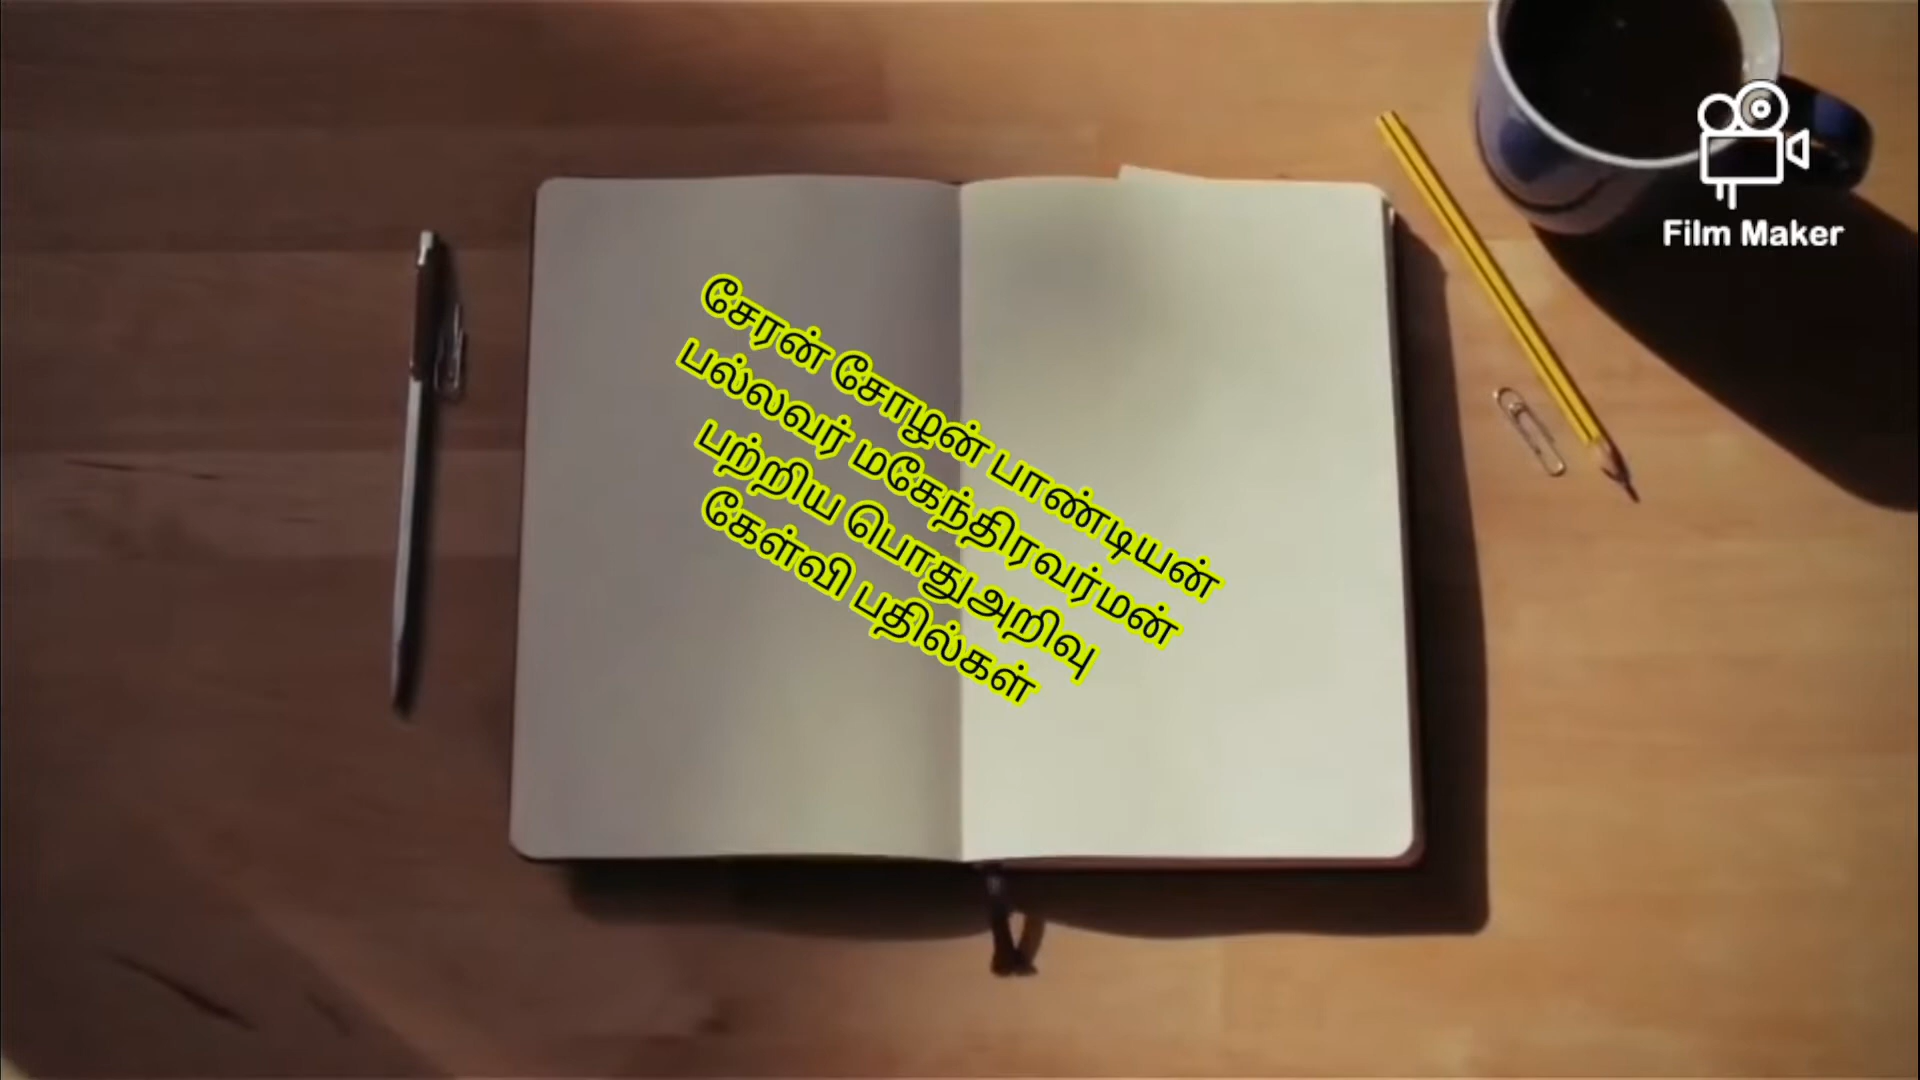 சேரன் சோழன் பாண்டியன்
பல்லவர் மகேந்திரவர்மன்
பற்றிய பொதுஅறிவு
கேள்வி பதில்கள்
Film Maker